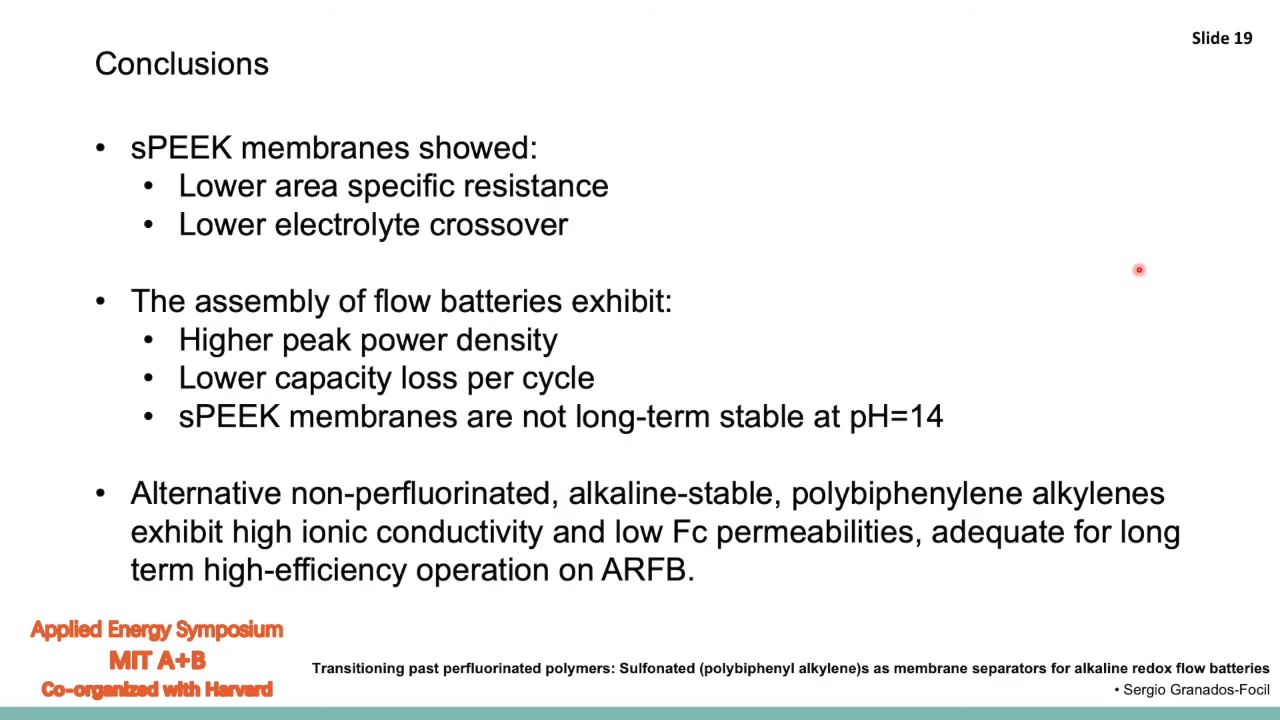 Slide 19
Conclusions
• sPEEK membranes showed:
• Lower area specific resistance
• Lower electrolyte crossover
• The assembly of flow batteries exhibit:
• Higher peak power density
• Lower capacity loss per cycle
• sPEEK membranes are not long-term stable at pH=14
• Alternative non-perfluorinated, alkaline-stable, polybiphenylene alkylenes
exhibit high ionic conductivity and low Fc permeabilities, adequate for long
term high-efficiency operation on ARFB.
Applied Energy Symposium
MIT A+B
Co-organized with Harvard
Transitioning past perfluorinated polymers: Sulfonated (polybiphenyl alkylene)s as membrane separators for alkaline redox flow batteries
• Sergio Granados-Focil